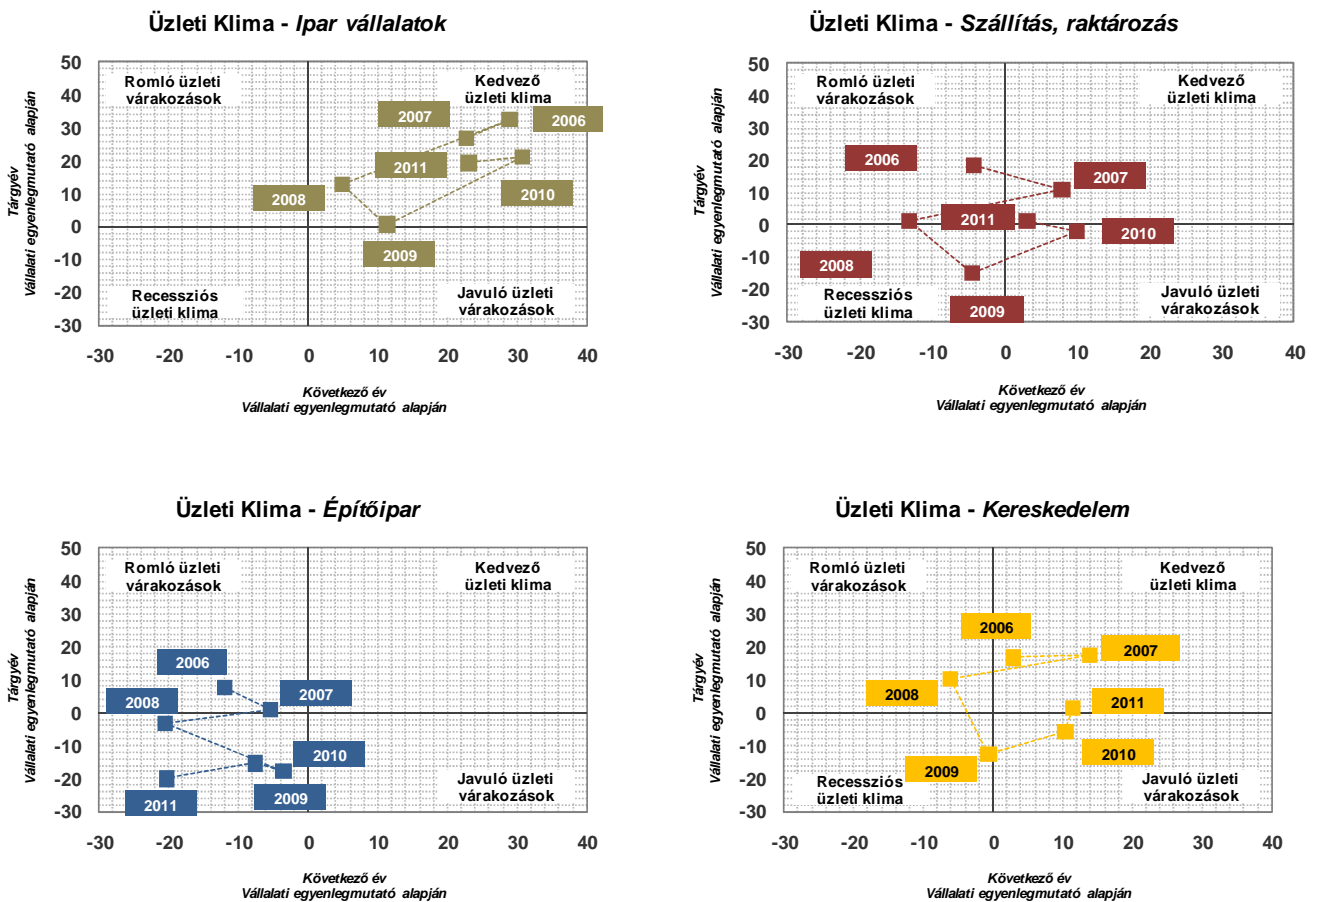 Üzleti Klima - Ipar vállalatok
50
40
30
20
10
0
-10
-20
-30
Tárgyév
Vállalati egyenlegmutató alapján
Romló üzleti
várakozások
Kedvező
üzleti klima
2007
2006
2011
2008
2010
2009
Recessziós
üzleti klima
Javuló üzleti
várakozások
-30
-20
-10
0
10
20
30
40
Következő év
Vállalati egyenlegmutató alapján
Üzleti Klima - Szállítás, raktározás
50
40
30
20
10
0
-10
-20
-30
Tárgyév
Vállalati egyenlegmutató alapján
Romló üzleti
várakozások
Kedvező
üzleti klima
2006
2007
2011
2010
2008
2009
Recessziós
üzleti klima
Javuló üzleti
várakozások
-30
-20
-10
0
10
20
30
40
Következő év
Vállalati egyenlegmutató alapján
Üzleti Klima - Építőipar
50
40
30
20
10
0
-10
-20
-30
Tárgyév
Vállalati egyenlegmutató alapján
Romló üzleti
várakozások
Kedvező
üzleti klima
2006
2007
2008
2010
2009
2011
Javuló üzleti
várakozások
-30
-20
-10
0
10
20
30
40
Következő év
Vállalati egyenlegmutató alapján
Üzleti Klima - Kereskedelem
50
40
30
20
10
0
-10
-20
-30
Tárgyév
Vállalati egyenlegmutató alapján
Romló üzleti
várakozások
Kedvező
üzleti klima
2006
2007
2008
2011
2010
2009
Recessziós
üzleti klima
Javuló üzleti
várakozások
-30
-20
-10
0
10
20
30
40
Következő év
Vállalati egyenlegmutató alapján